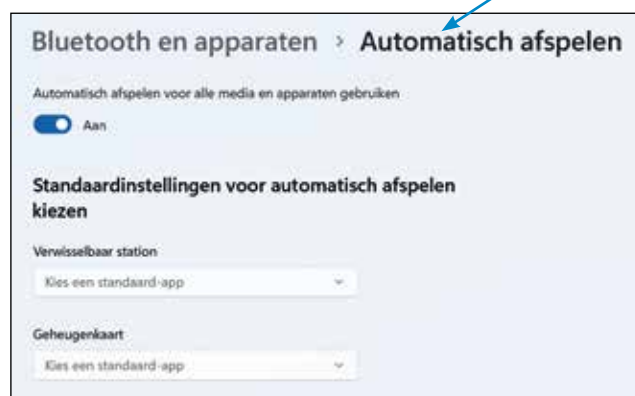 Bluetooth en apparaten > Automatisch afspelen
Automatisch afspelen voor alle media en apparaten gebruiken
Aan
Standaardinstellingen voor automatisch afspelen
kiezen
Verwisselbaar station
Kies een standaard-app
Geheugenkaart
Kies een standaard-app